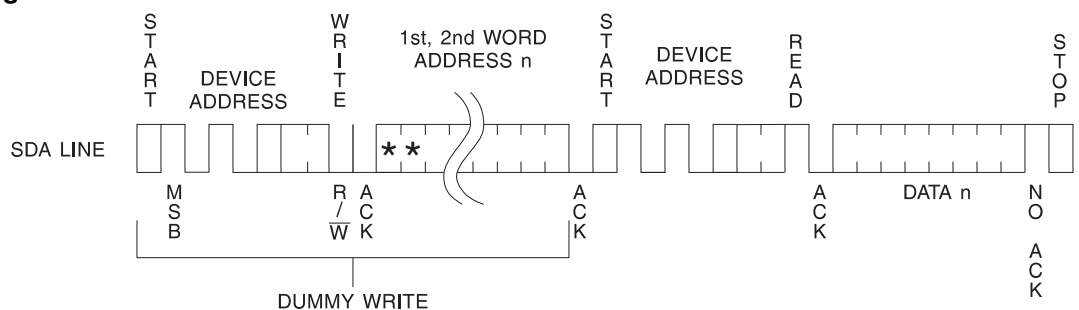 g
START
WRITE
1st, 2nd WORD
ADDRESS n
START
READ
STOP
DEVICE
ADDRESS
DEVICE
ADDRESS
SDA LINE
**
MSB
R/W̅
ACK
ACK
ACK
DATA n
NO ACK
DUMMY WRITE